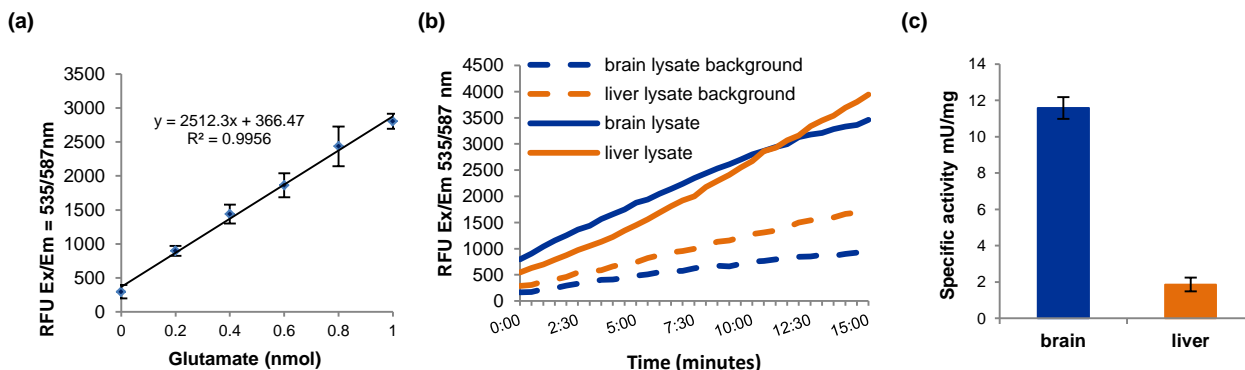 (a)
(b)
(c)
RFU Ex/Em = 535/587nm
3500
3000
2500
2000
1500
1000
500
0
y = 2512.3x + 366.47
R² = 0.9956
0
0.2
0.4
0.6
0.8
1
Glutamate (nmol)
RFU Ex/Em 535/587 nm
4500
4000
3500
3000
2500
2000
1500
1000
500
0
brain lysate background
liver lysate background
brain lysate
liver lysate
0:00
2:30
5:00
7:30
10:00
12:30
15:00
Time (minutes)
Specific activity mU/mg
14
12
10
8
6
4
2
0
brain
liver